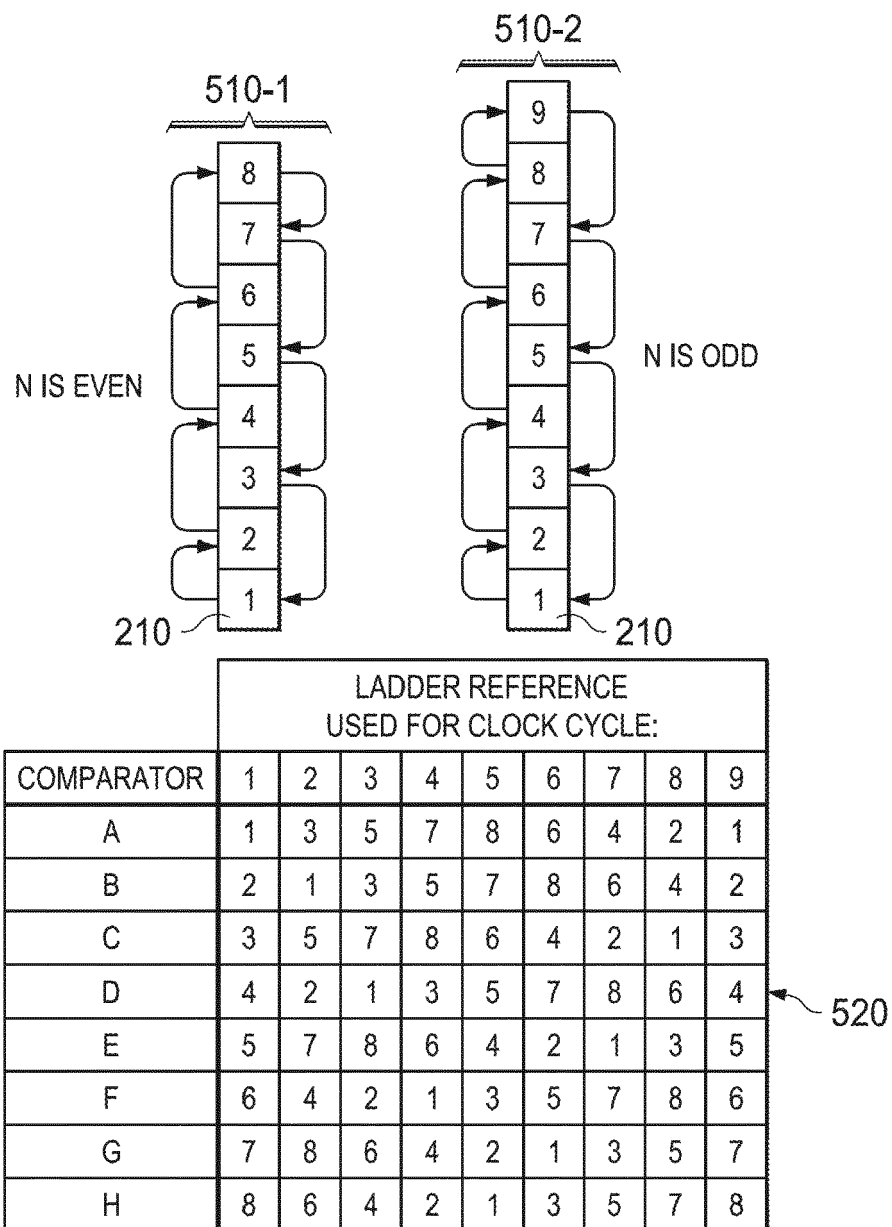 510-1
8
7
6
5
4
3
2
1
210
N IS EVEN
510-2
9
8
7
6
5
4
3
2
1
210
N IS ODD
LADDER REFERENCE
USED FOR CLOCK CYCLE:
COMPARATOR 1 2 3 4 5 6 7 8 9
A 1 3 5 7 8 6 4 2 1
B 2 1 3 5 7 8 6 4 2
C 3 5 7 8 6 4 2 1 3
D 4 2 1 3 5 7 8 6 4
E 5 7 8 6 4 2 1 3 5
F 6 4 2 1 3 5 7 8 6
G 7 8 6 4 2 1 3 5 7
H 8 6 4 2 1 3 5 7 8
520